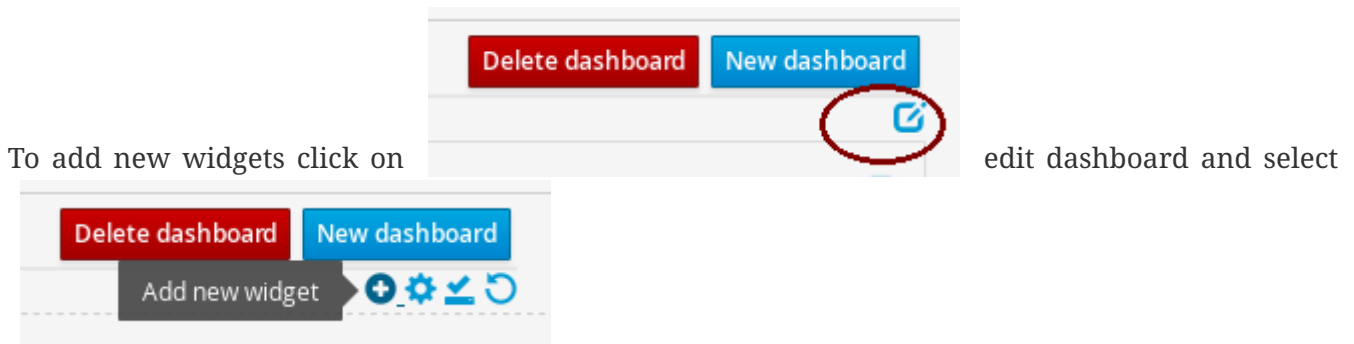 Delete dashboard New dashboard
To add new widgets click on edit dashboard and select
Delete dashboard New dashboard
Add new widget